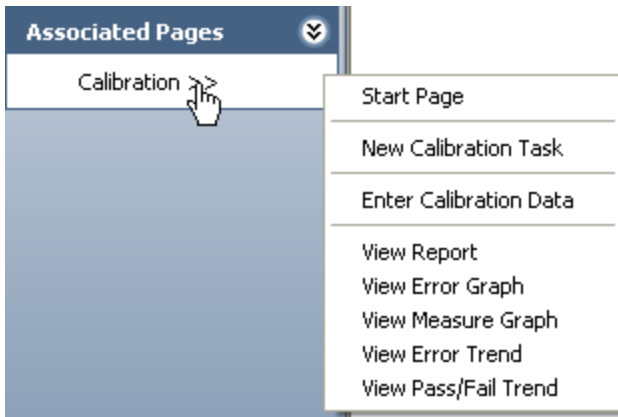 Associated Pages
Calibration >>
Start Page
New Calibration Task
Enter Calibration Data
View Report
View Error Graph
View Measure Graph
View Error Trend
View Pass/Fail Trend